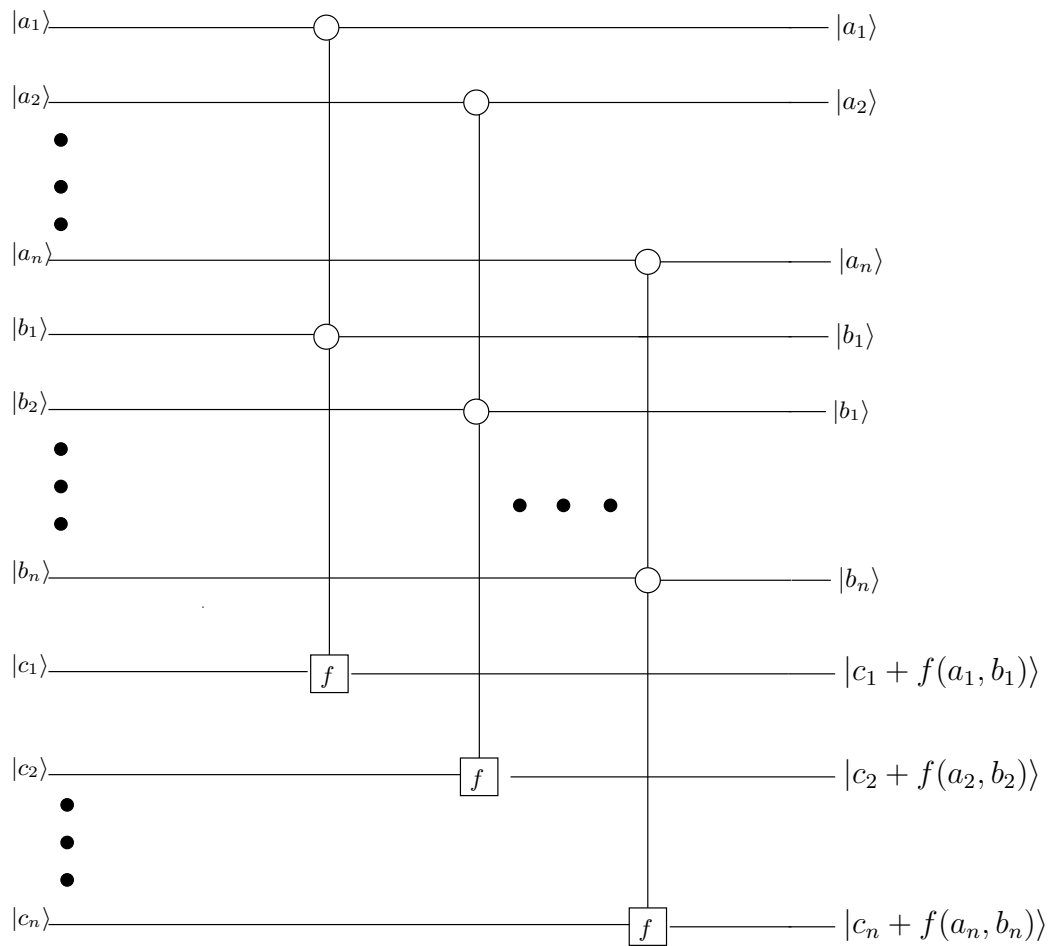 |a₁⟩ |a₁⟩
|a₂⟩ |a₂⟩
|aₙ⟩ |aₙ⟩
|b₁⟩ |b₁⟩
|b₂⟩ |b₁⟩
|bₙ⟩ |bₙ⟩
|c₁⟩ f |c₁ + f(a₁, b₁)⟩
|c₂⟩ f |c₂ + f(a₂, b₂)⟩
|cₙ⟩ f |cₙ + f(aₙ, bₙ)⟩